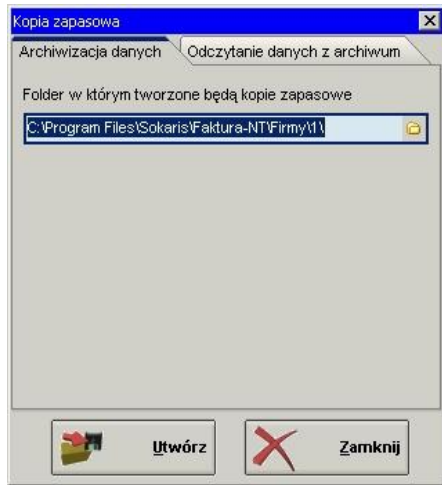 Kopia zapasowa
Archiwizacja danych
Odczytanie danych z archiwum
Folder w którym tworzone będą kopie zapasowe
C:\Program Files\Sokaris\Faktura-NT\Firmy\1\
Utwórz
Zamknij